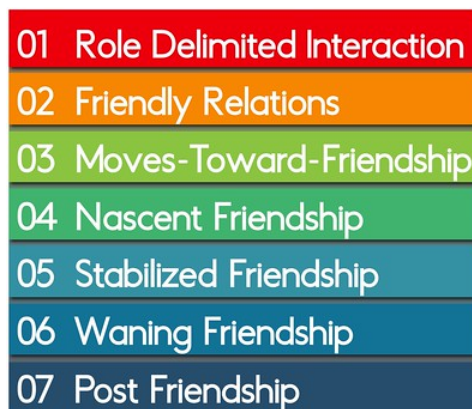 01 Role Delimited Interaction
02 Friendly Relations
03 Moves-Toward-Friendship
04 Nascent Friendship
05 Stabilized Friendship
06 Waning Friendship
07 Post Friendship